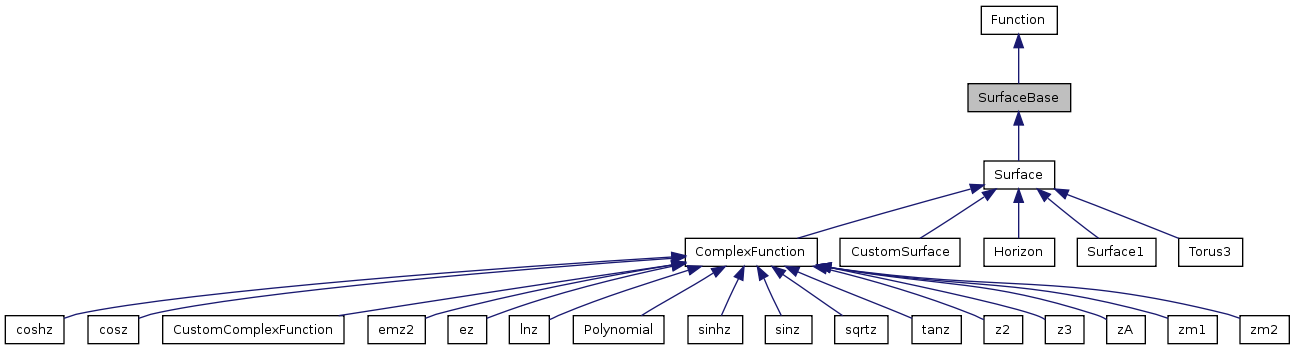 Function
SurfaceBase
Surface
ComplexFunction
CustomSurface
Horizon
Surface1
Torus3
coshz
cosz
CustomComplexFunction
emz2
ez
lnz
Polynomial
sinhz
sinz
sqrtz
tanz
z2
z3
zA
zm1
zm2